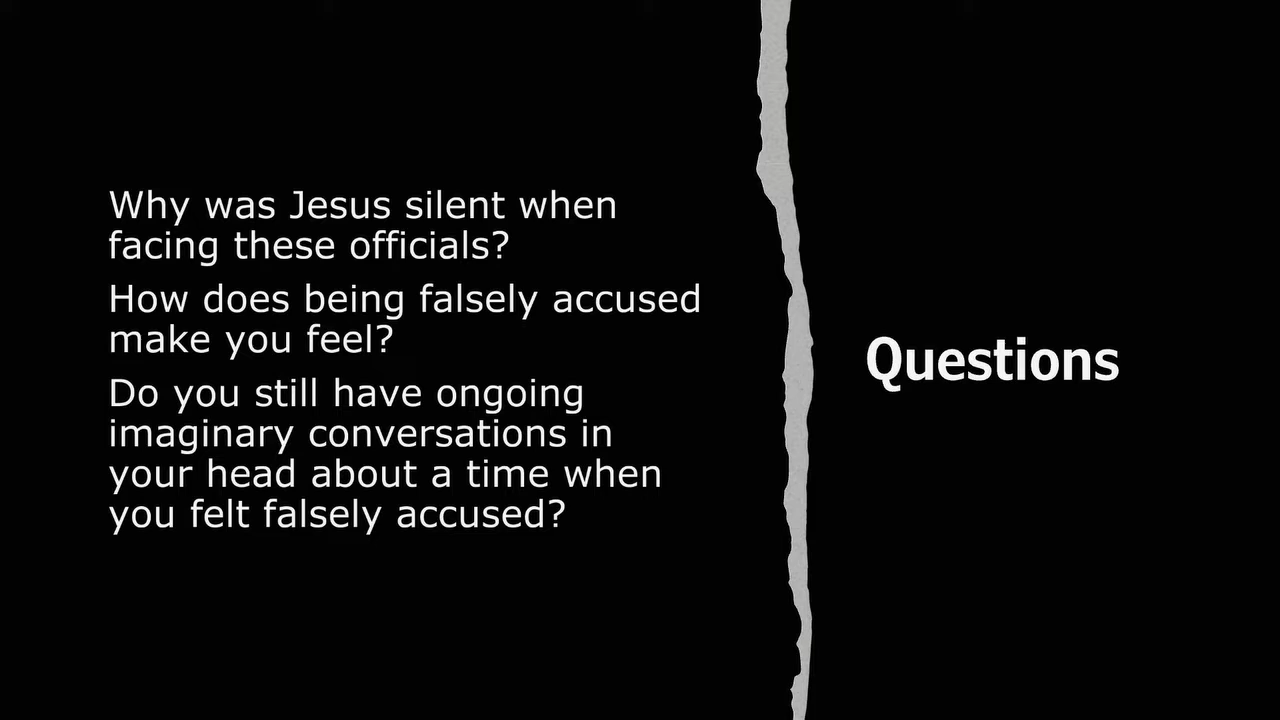 Why was Jesus silent when
facing these officials?
How does being falsely accused
make you feel?
Do you still have ongoing
imaginary conversations in
your head about a time when
you felt falsely accused?
Questions